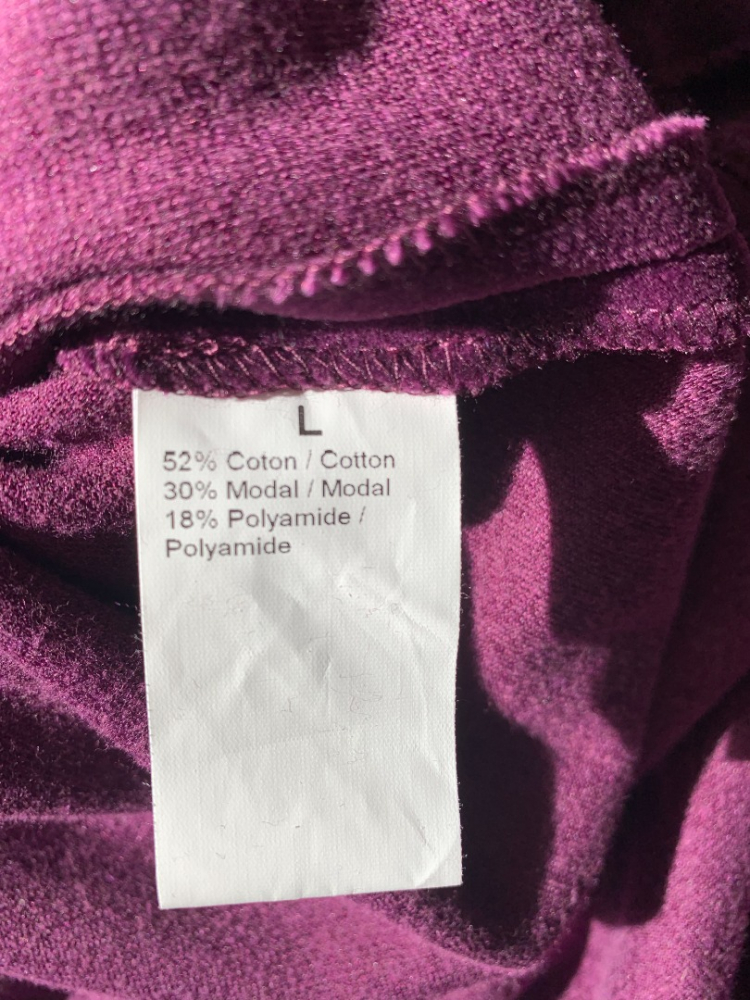 L
52% Coton / Cotton
30% Modal / Modal
18% Polyamide /
Polyamide